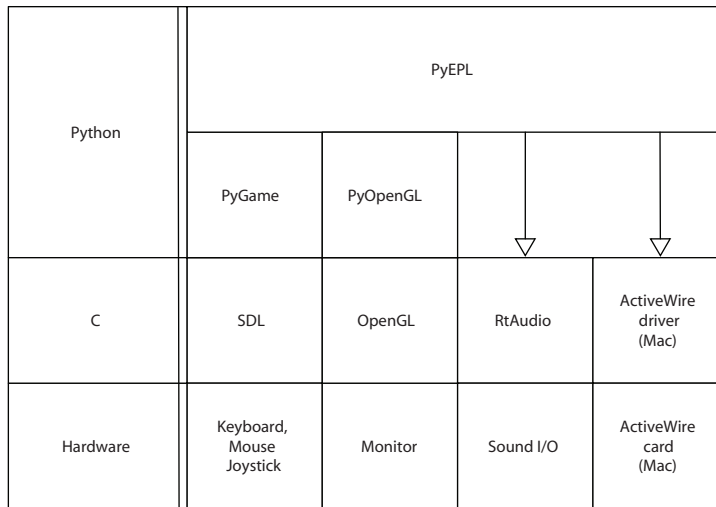 PyEPL
Python
PyGame
PyOpenGL
C
SDL
OpenGL
RtAudio
ActiveWire
driver
(Mac)
Hardware
Keyboard,
Mouse
Joystick
Monitor
Sound I/O
ActiveWire
card
(Mac)